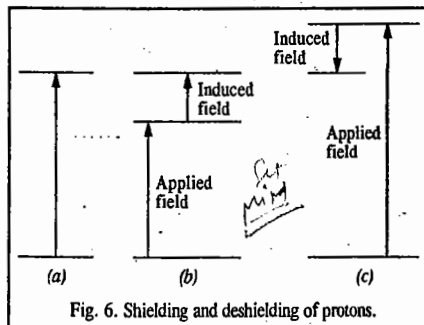 Induced
field
Induced
field
Applied
field
Applied
field
(a)
(b)
(c)
Fig. 6. Shielding and deshielding of protons.